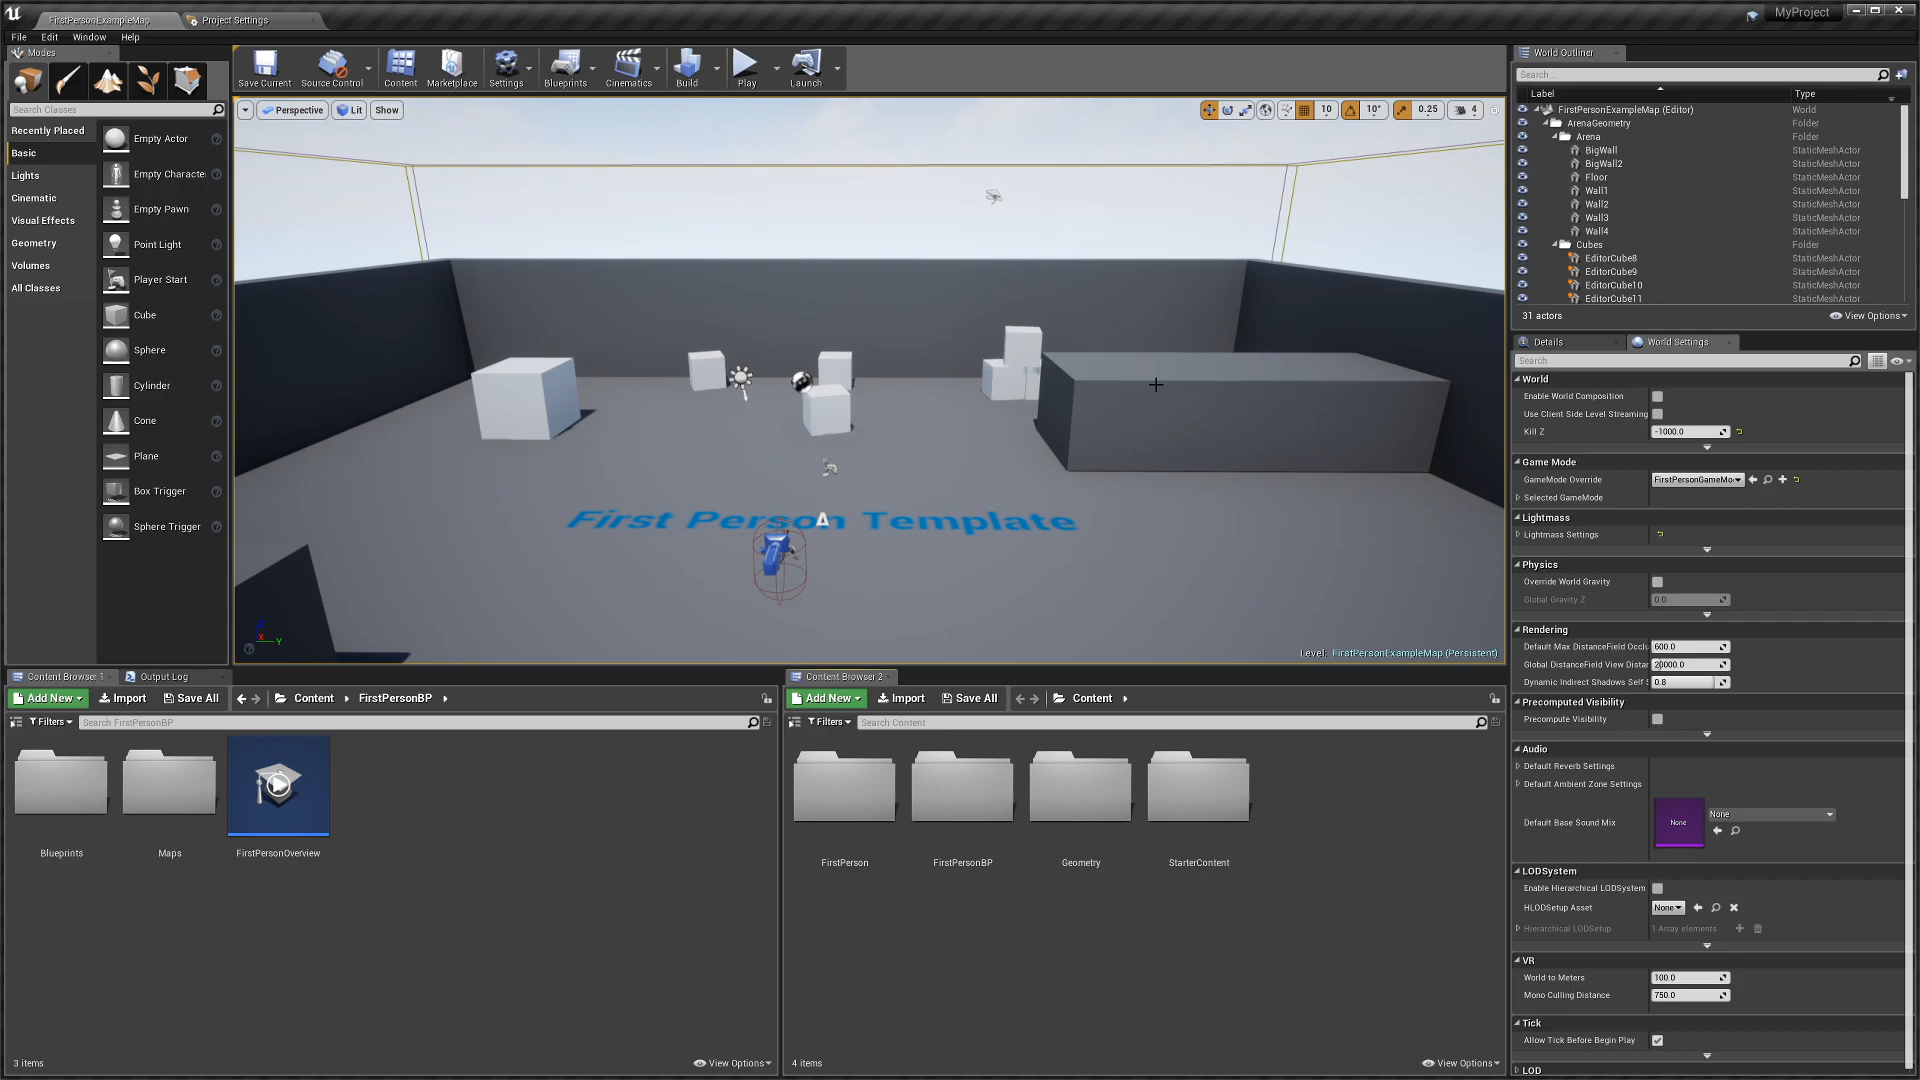 FirstPersonExampleMap
Project Settings
MyProject
File Edit Window Help
Modes
Search Classes
Recently Placed
Basic
Lights
Cinematic
Visual Effects
Geometry
Volumes
All Classes
Empty Actor
Empty Characte
Empty Pawn
Point Light
Player Start
Cube
Sphere
Cylinder
Cone
Plane
Box Trigger
Sphere Trigger
Save Current Source Control Content Marketplace Settings Blueprints Cinematics Build Play Launch
Perspective Lit Show
10 10° 0.25 4
First Person Template
X Y Z
Level: FirstPersonExampleMap (Persistent)
World Outliner
Search...
Label Type
FirstPersonExampleMap (Editor) World
ArenaGeometry Folder
Arena Folder
BigWall StaticMeshActor
BigWall2 StaticMeshActor
Floor StaticMeshActor
Wall1 StaticMeshActor
Wall2 StaticMeshActor
Wall3 StaticMeshActor
Wall4 StaticMeshActor
Cubes Folder
EditorCube8 StaticMeshActor
EditorCube9 StaticMeshActor
EditorCube10 StaticMeshActor
EditorCube11 StaticMeshActor
31 actors View Options
Details World Settings
Search
World
Enable World Composition
Use Client Side Level Streaming
Kill Z -1000.0
Game Mode
GameMode Override FirstPersonGameMo
Selected GameMode
Lightmass
Lightmass Settings
Physics
Override World Gravity
Global Gravity Z 0.0
Rendering
Default Max DistanceField Occlu 600.0
Global DistanceField View Distan 20000.0
Dynamic Indirect Shadows Self S 0.8
Precomputed Visibility
Precompute Visibility
Audio
Default Reverb Settings
Default Ambient Zone Settings
Default Base Sound Mix None None
LODSystem
Enable Hierarchical LODSystem
HLODSetup Asset None
Hierarchical LODSetup 1 Array elements
VR
World to Meters 100.0
Mono Culling Distance 750.0
Tick
Allow Tick Before Begin Play
LOD
Content Browser 1 Output Log
Add New Import Save All Content FirstPersonBP
Filters Search FirstPersonBP
Blueprints Maps FirstPersonOverview
3 items View Options
Content Browser 2
Add New Import Save All Content
Filters Search Content
FirstPerson FirstPersonBP Geometry StarterContent
4 items View Options